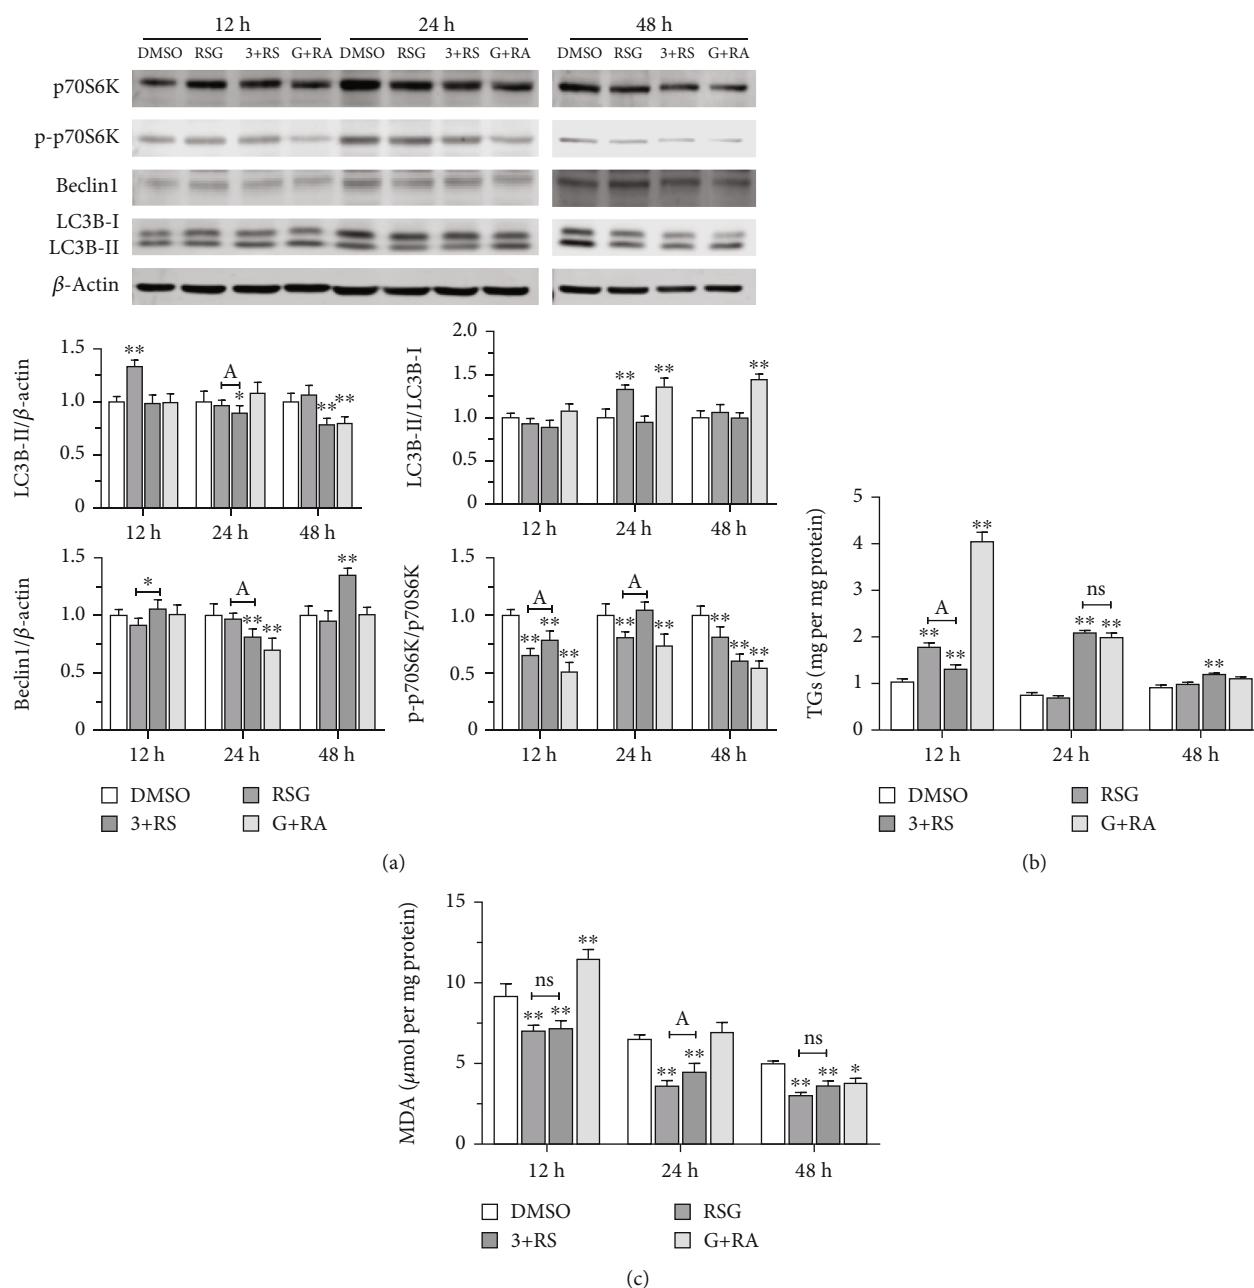 12 h 24 h 48 h
DMSO RSG 3+RS G+RA DMSO RSG 3+RS G+RA DMSO RSG 3+RS G+RA
p70S6K
p-p70S6K
Beclin1
LC3B-I
LC3B-II
β-Actin
LC3B-II/β-actin
1.5
1.0
0.5
0
** A * ** **
12 h 24 h 48 h
LC3B-II/LC3B-I
2.0
1.5
1.0
0.5
0
** ** **
12 h 24 h 48 h
Beclin1/β-actin
1.5
1.0
0.5
0
* A ** ** **
12 h 24 h 48 h
p-p70S6K/p70S6K
1.5
1.0
0.5
0
A ** ** ** A ** ** ** ** **
12 h 24 h 48 h
DMSO RSG
3+RS G+RA
(a)
TGs (mg per mg protein)
5
4
3
2
1
0
A ** ** ** ns ** ** **
12 h 24 h 48 h
DMSO RSG
3+RS G+RA
(b)
MDA (μmol per mg protein)
15
10
5
0
ns ** ** ** A ** ** ns ** ** *
12 h 24 h 48 h
DMSO RSG
3+RS G+RA
(c)